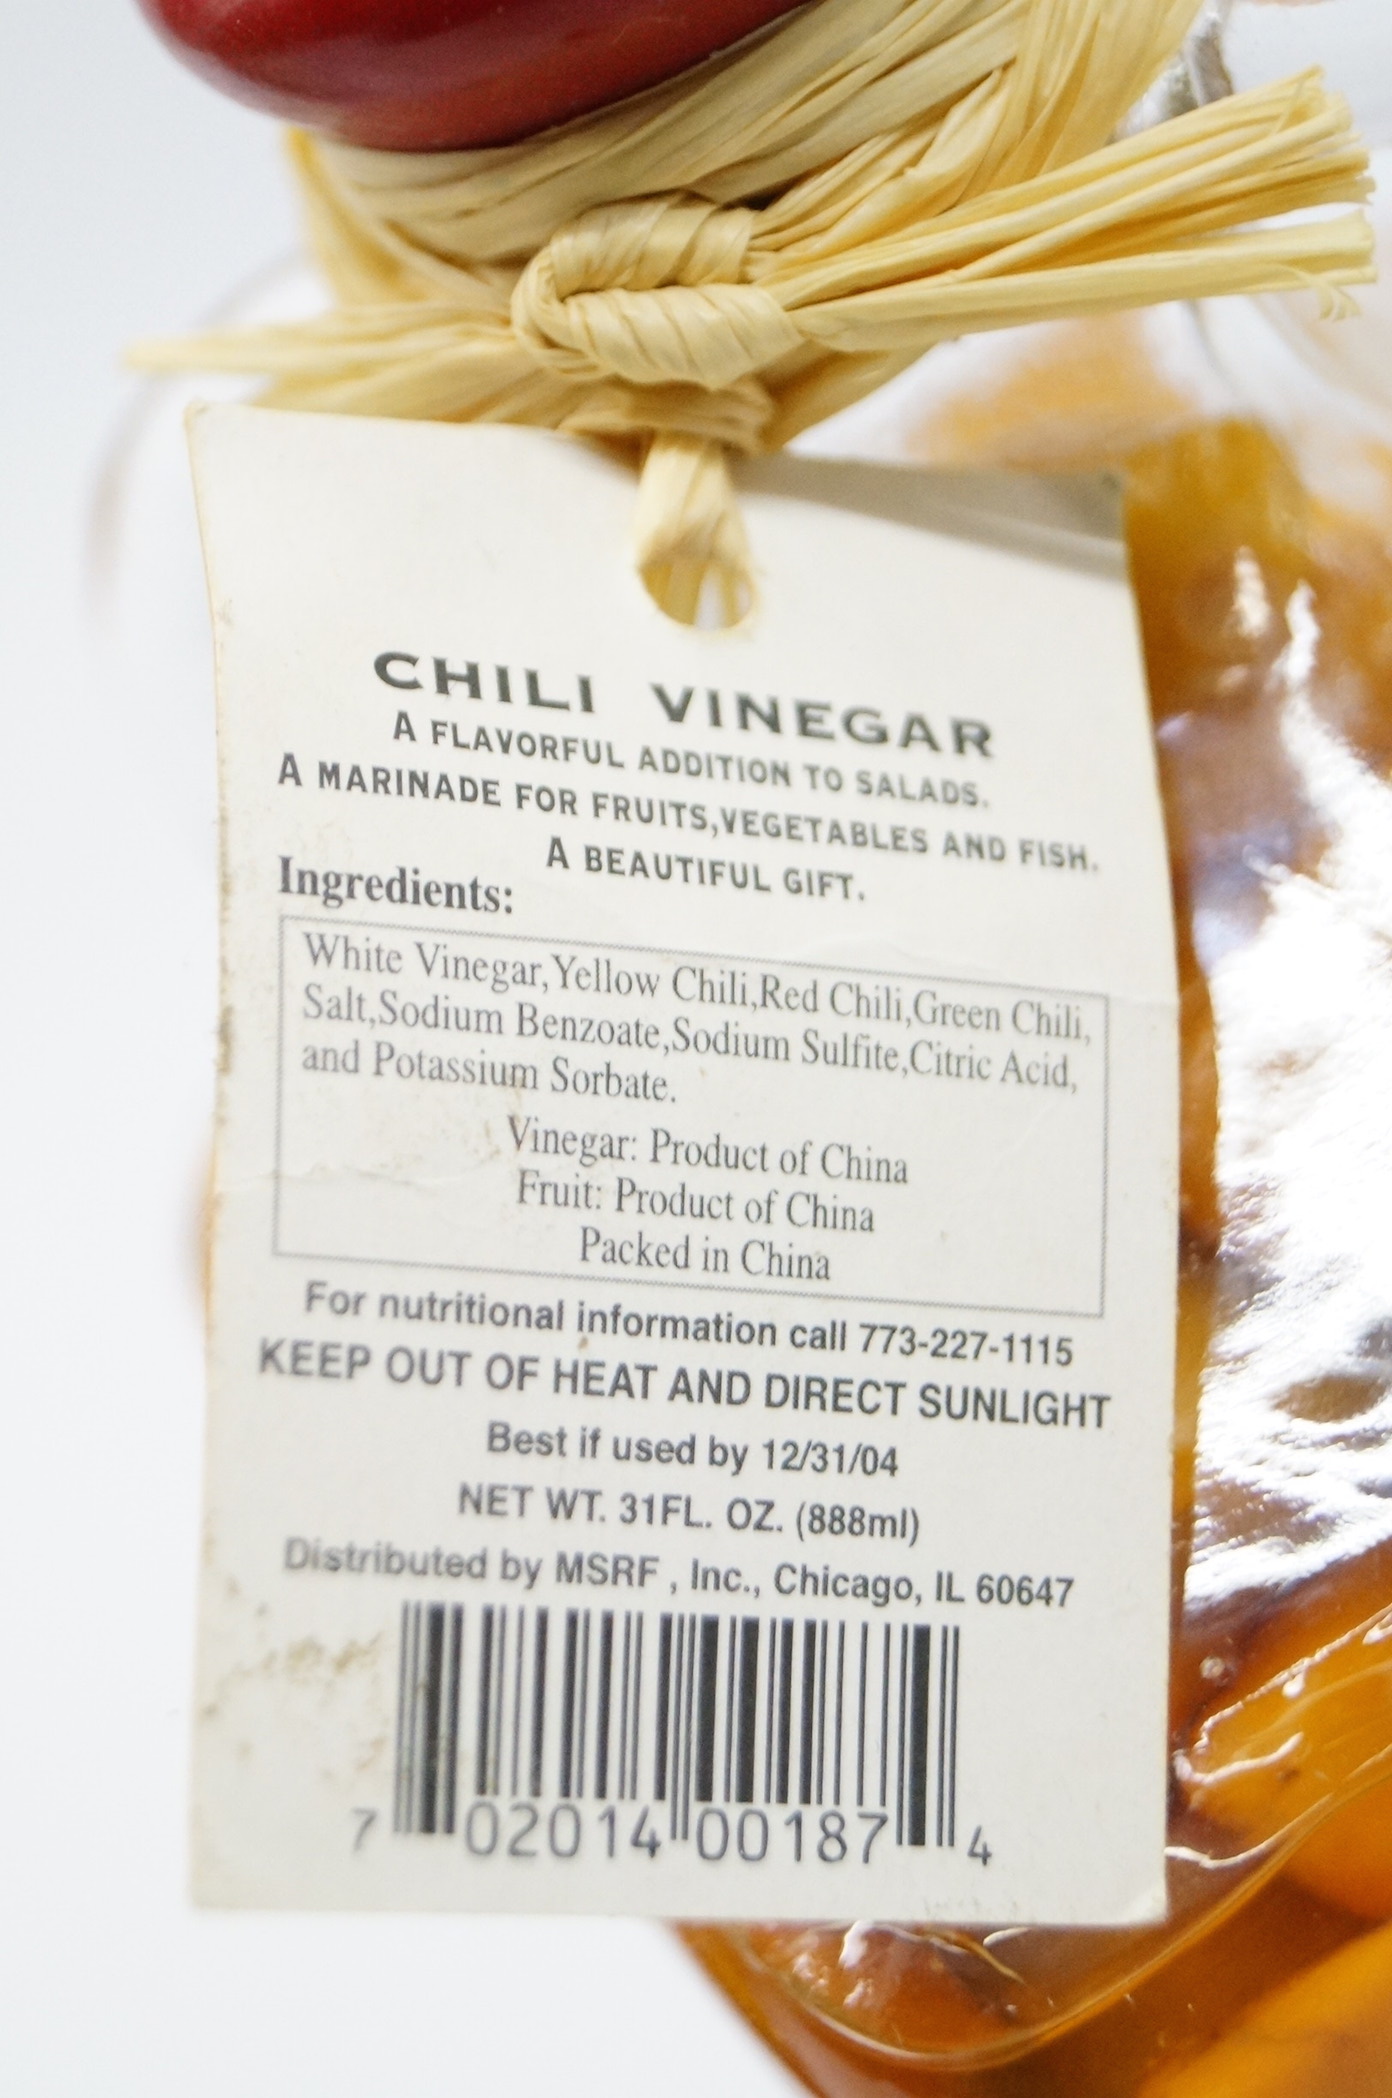 CHILI VINEGAR
A FLAVORFUL ADDITION TO SALADS.
A MARINADE FOR FRUITS,VEGETABLES AND FISH.
A BEAUTIFUL GIFT.
Ingredients:
White Vinegar,Yellow Chili,Red Chili,Green Chili,
Salt,Sodium Benzoate,Sodium Sulfite,Citric Acid,
and Potassium Sorbate.
Vinegar: Product of China
Fruit: Product of China
Packed in China
For nutritional information call 773-227-1115
KEEP OUT OF HEAT AND DIRECT SUNLIGHT
Best if used by 12/31/04
NET WT. 31FL. OZ. (888ml)
Distributed by MSRF , Inc., Chicago, IL 60647
7 02014 00187 4